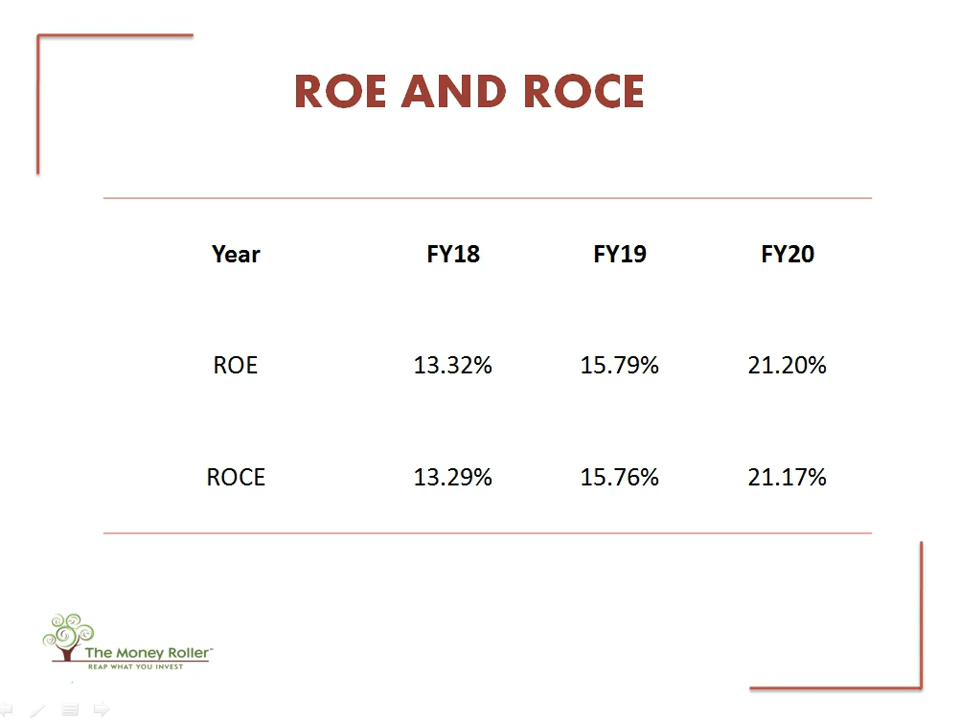 ROE AND ROCE
Year FY18 FY19 FY20
ROE 13.32% 15.79% 21.20%
ROCE 13.29% 15.76% 21.17%
The Money Roller™
REAP WHAT YOU INVEST